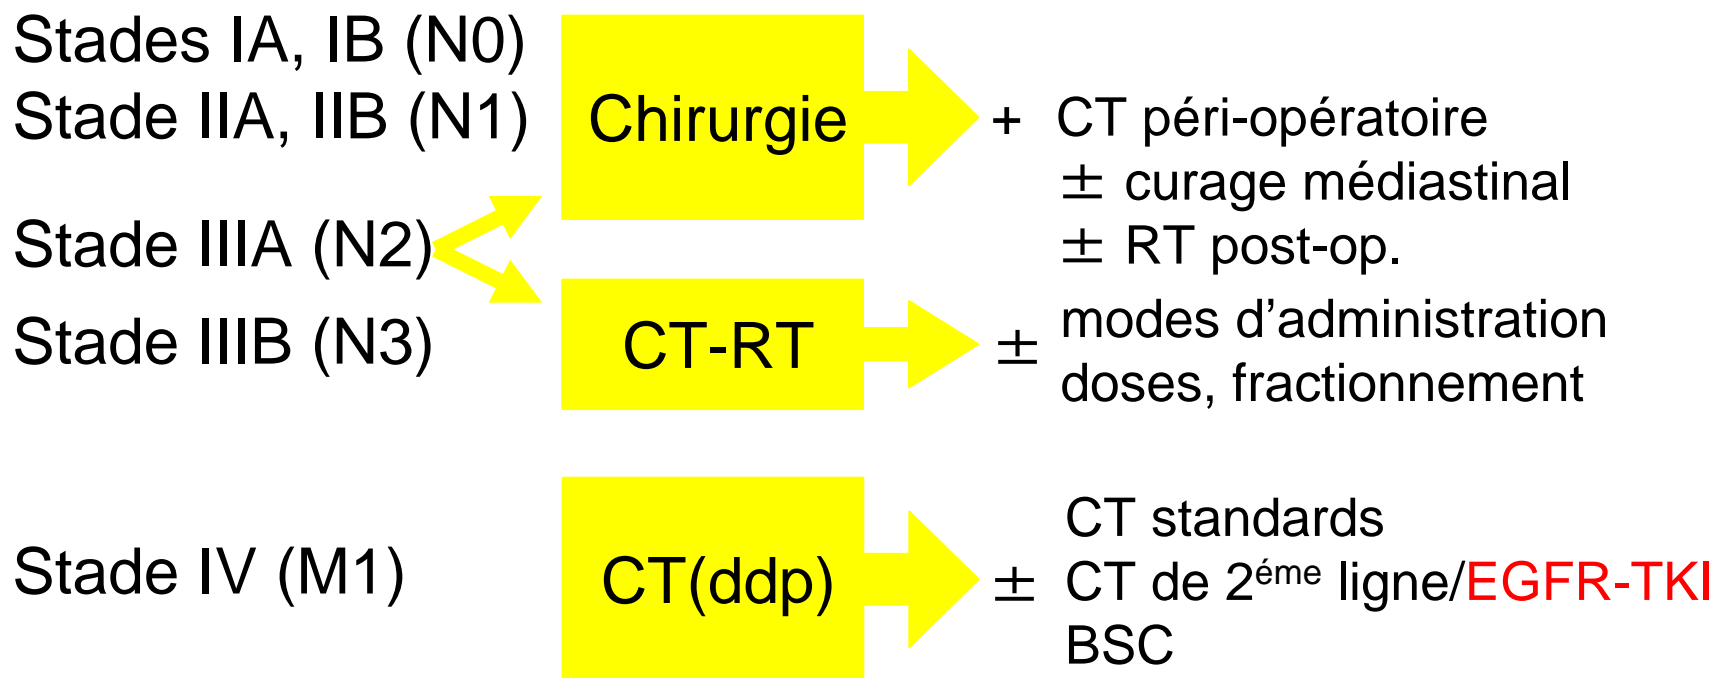 Stades IA, IB (N0)
Stade IIA, IIB (N1)
Chirurgie
+ CT péri-opératoire
± curage médiastinal
± RT post-op.
Stade IIIA (N2)
Stade IIIB (N3)
CT-RT
± modes d’administration
doses, fractionnement
Stade IV (M1)
CT(ddp)
CT standards
± CT de 2éme ligne/EGFR-TKI
BSC